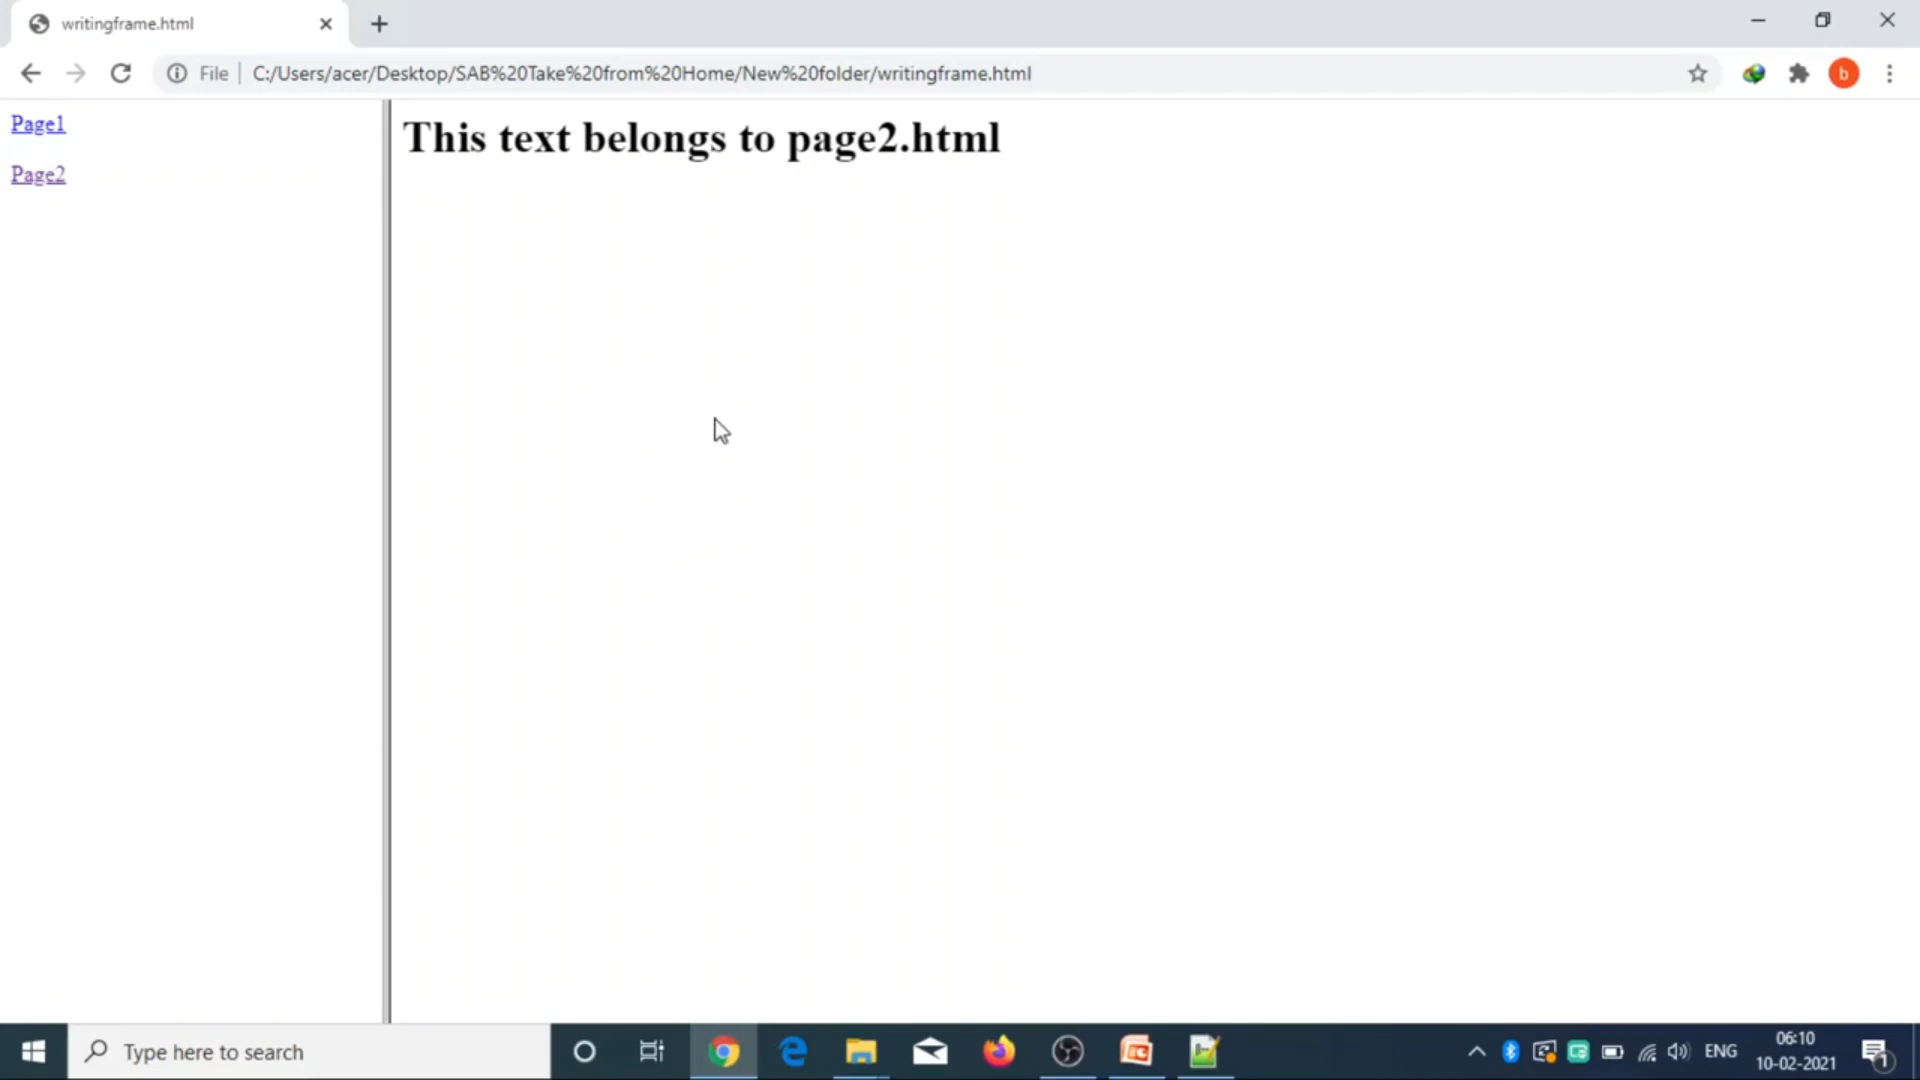 writingframe.html
File C:/Users/acer/Desktop/SAB%20Take%20from%20Home/New%20folder/writingframe.html
b
Page1
Page2
This text belongs to page2.html
Type here to search
ENG
06:10
10-02-2021
1